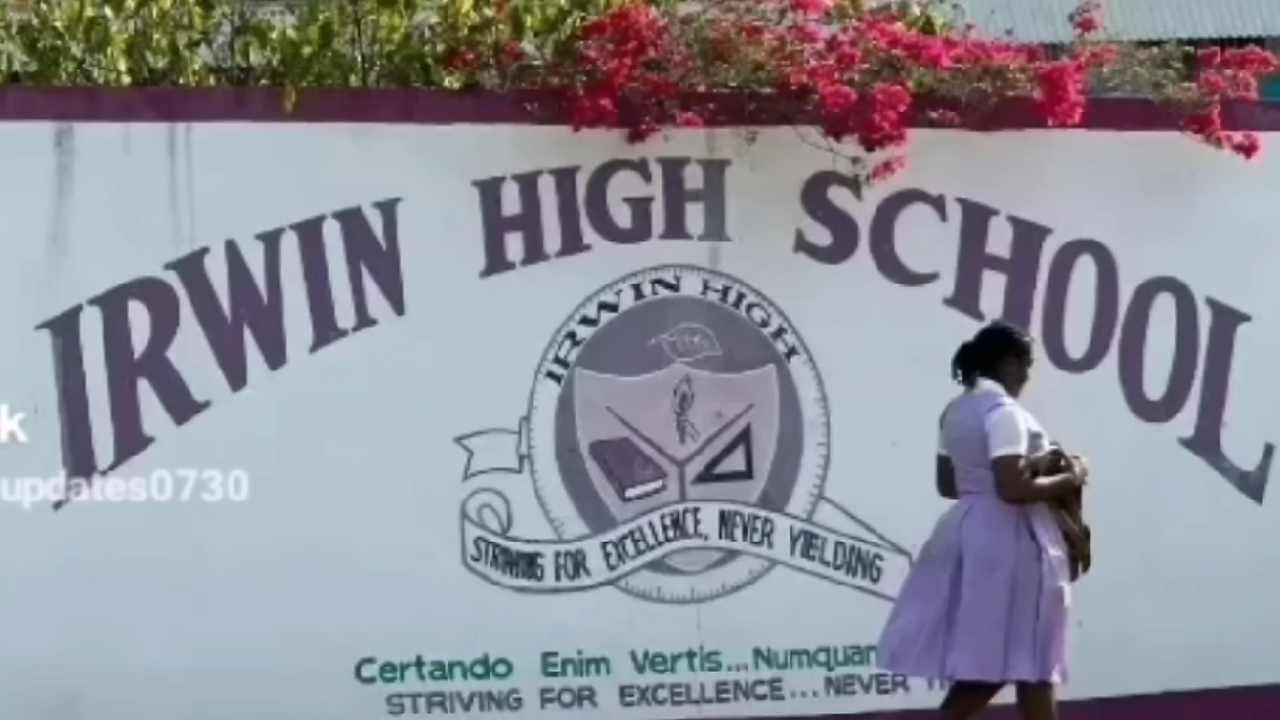 IRWIN HIGH SCHOOL
IRWIN HIGH
STRIVING FOR EXCELLENCE, NEVER YIELDING
Certando Enim Vertis...Numquam
STRIVING FOR EXCELLENCE...NEVER
k
updates0730